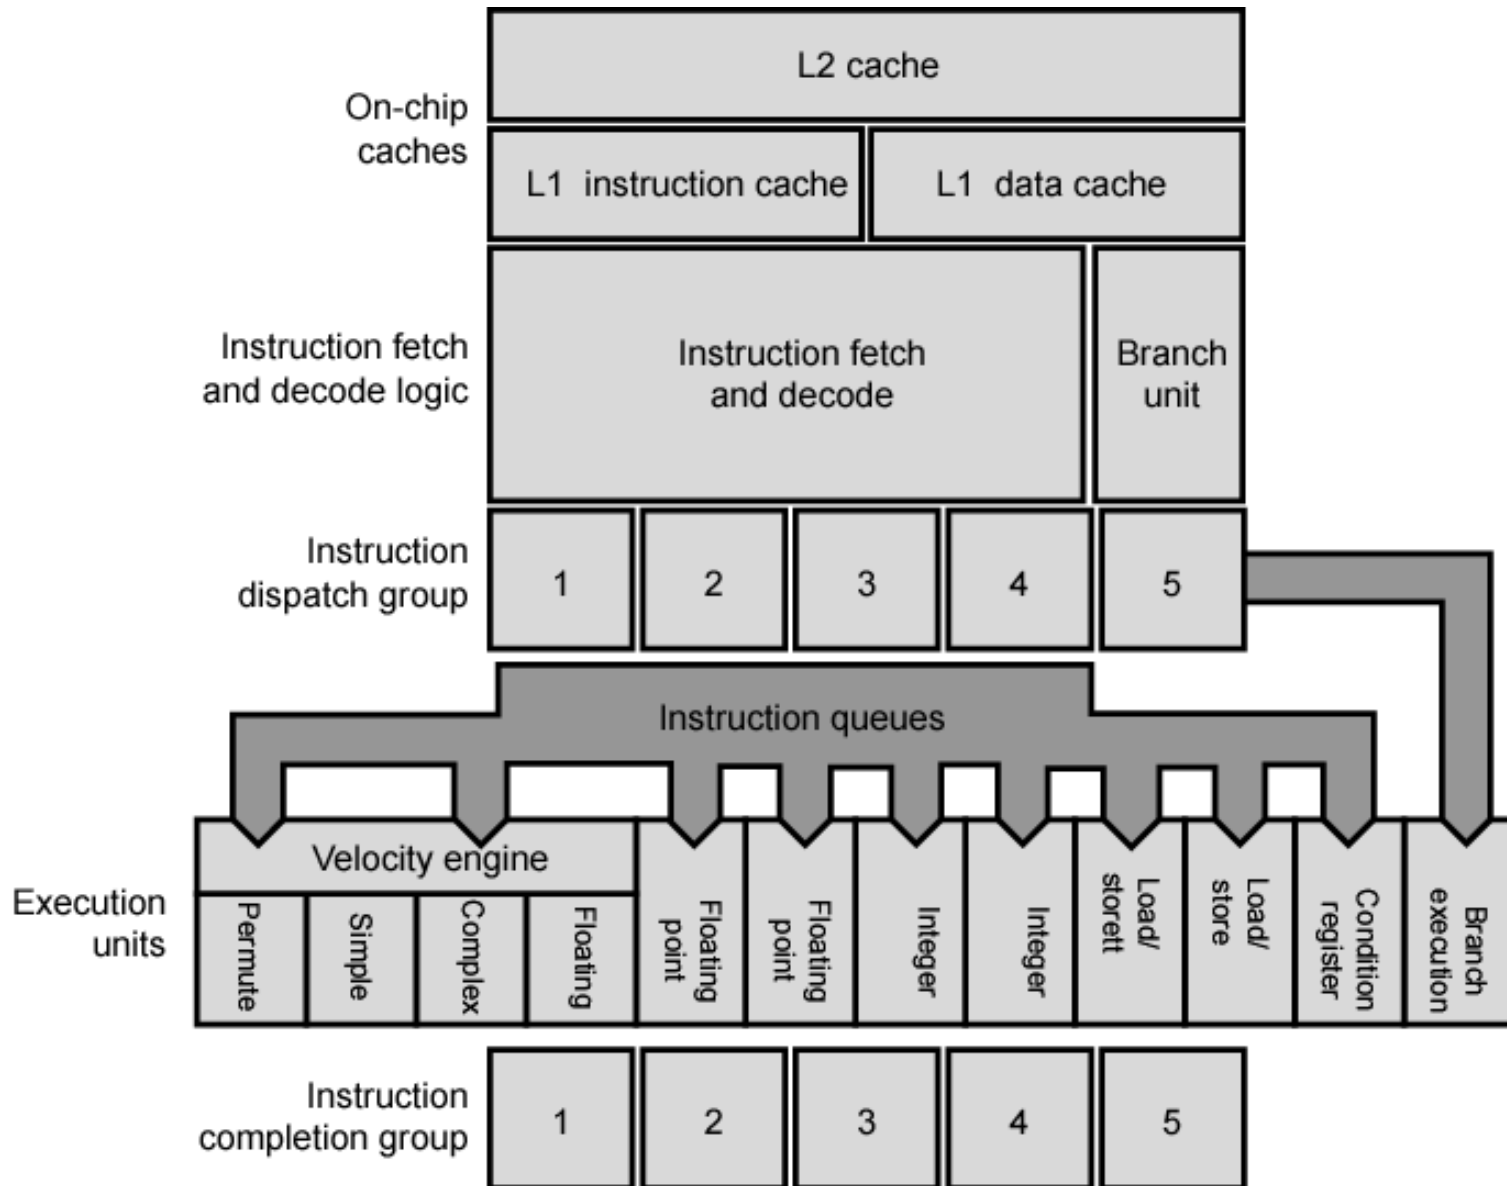 L2 cache
On-chip
caches
L1  instruction cache
L1  data cache
Instruction fetch
and decode logic
Instruction fetch
and decode
Branch
unit
Instruction
dispatch group
1
2
3
4
5
Instruction queues
Execution
units
Velocity engine
Permute
Simple
Complex
Floating
Floating
point
Floating
point
Integer
Integer
Load/
storett
Load/
store
Condition
register
Branch
execution
Instruction
completion group
1
2
3
4
5